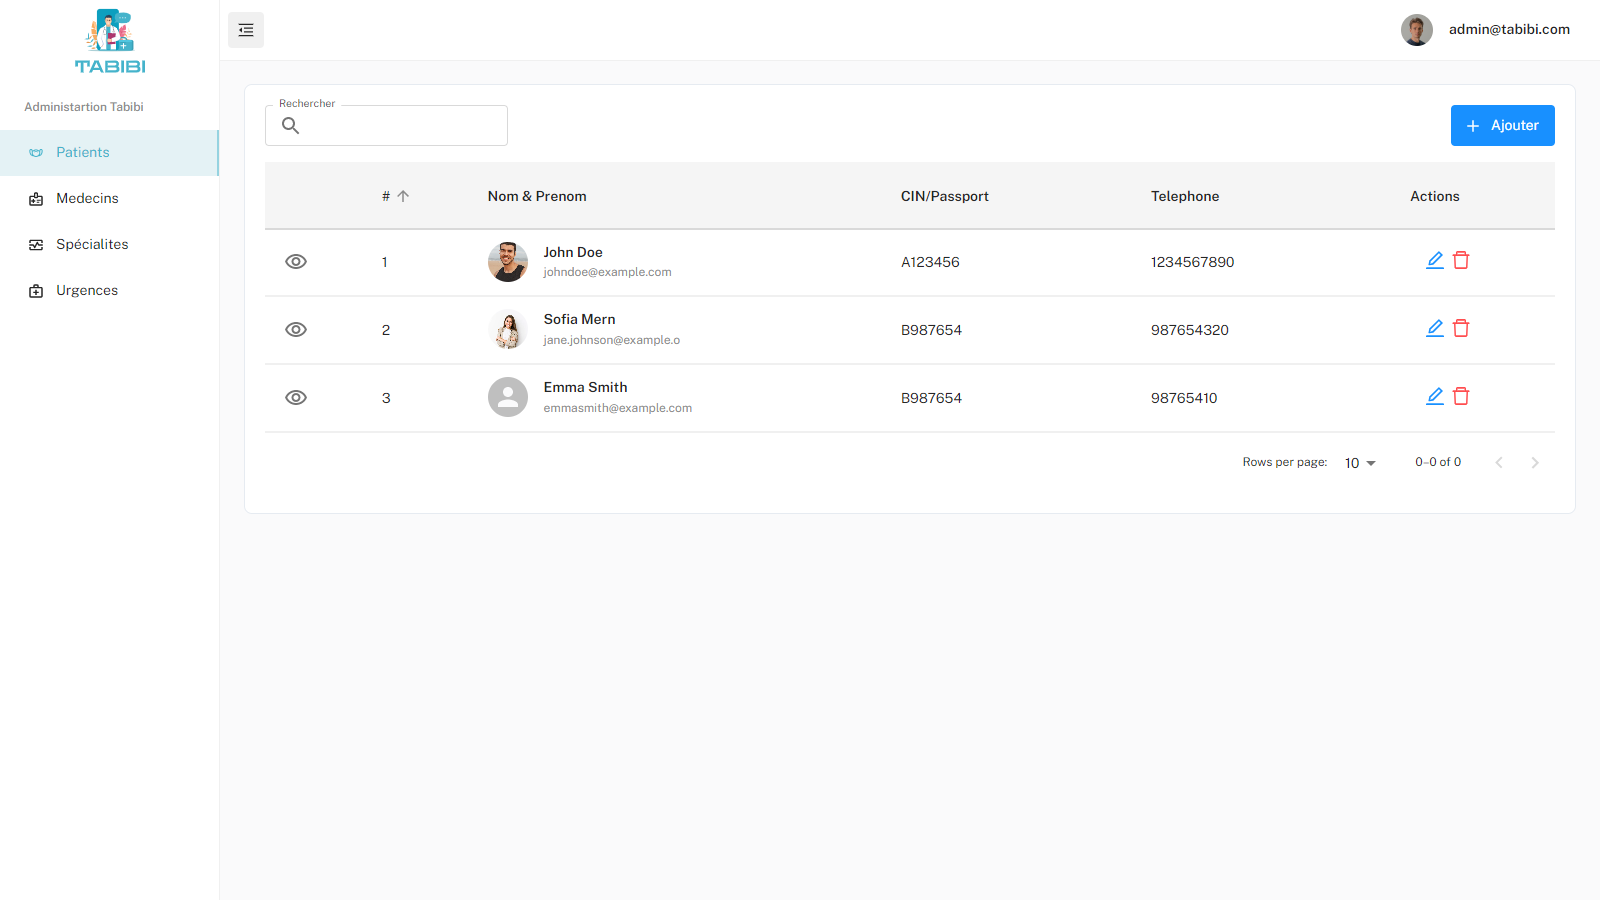 TABIBI
admin@tabibi.com
Administartion Tabibi
Patients
Medecins
Spécialites
Urgences
Rechercher
Ajouter
# Nom & Prenom CIN/Passport Telephone Actions
1 John Doe A123456 1234567890
johndoe@example.com
2 Sofia Mern B987654 987654320
jane.johnson@example.o
3 Emma Smith B987654 98765410
emmasmith@example.com
Rows per page: 10 0–0 of 0